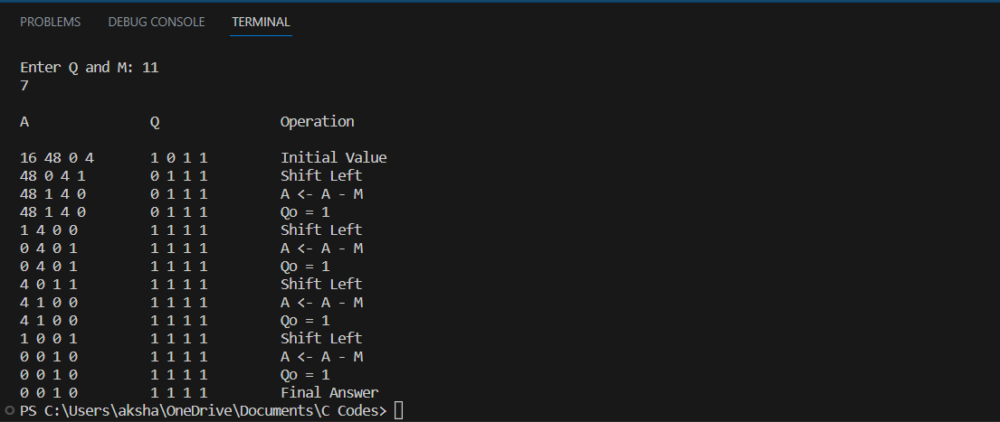 PROBLEMS DEBUG CONSOLE TERMINAL
Enter Q and M: 11
7
A Q Operation
16 48 0 4 1 0 1 1 Initial Value
48 0 4 1 0 1 1 1 Shift Left
48 1 4 0 0 1 1 1 A <- A - M
48 1 4 0 0 1 1 1 Qo = 1
1 4 0 0 1 1 1 1 Shift Left
0 4 0 1 1 1 1 1 A <- A - M
0 4 0 1 1 1 1 1 Qo = 1
4 0 1 1 1 1 1 1 Shift Left
4 1 0 0 1 1 1 1 A <- A - M
4 1 0 0 1 1 1 1 Qo = 1
1 0 0 1 1 1 1 1 Shift Left
0 0 1 0 1 1 1 1 A <- A - M
0 0 1 0 1 1 1 1 Qo = 1
0 0 1 0 1 1 1 1 Final Answer
PS C:\Users\aksha\OneDrive\Documents\C Codes>